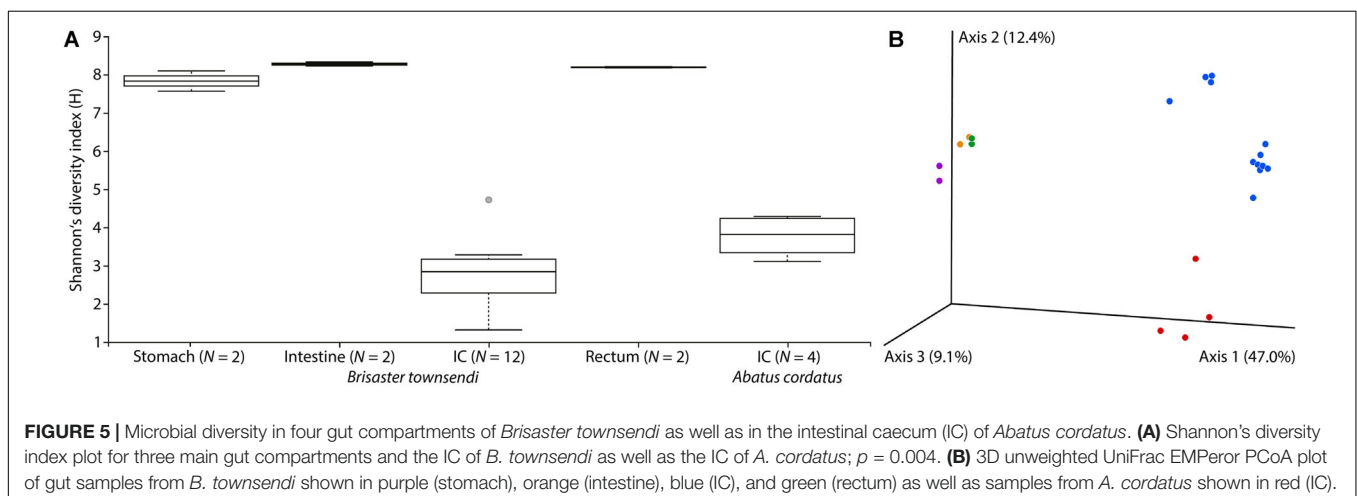 A
9
8
7
6
5
4
3
2
1
Shannon's diversity index (H)
Stomach (N = 2)
Intestine (N = 2)
IC (N = 12)
Rectum (N = 2)
IC (N = 4)
Brisaster townsendi
Abatus cordatus
B
Axis 2 (12.4%)
Axis 3 (9.1%)
Axis 1 (47.0%)
FIGURE 5 | Microbial diversity in four gut compartments of Brisaster townsendi as well as in the intestinal caecum (IC) of Abatus cordatus. (A) Shannon's diversity
index plot for three main gut compartments and the IC of B. townsendi as well as the IC of A. cordatus; p = 0.004. (B) 3D unweighted UniFrac EMPeror PCoA plot
of gut samples from B. townsendi shown in purple (stomach), orange (intestine), blue (IC), and green (rectum) as well as samples from A. cordatus shown in red (IC).